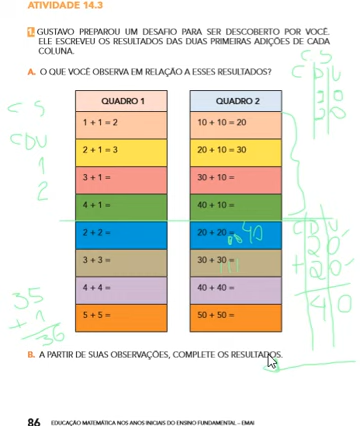 ATIVIDADE 14.3
1. GUSTAVO PREPAROU UM DESAFIO PARA SER DESCOBERTO POR VOCÊ.
ELE ESCREVEU OS RESULTADOS DAS DUAS PRIMEIRAS ADIÇÕES DE CADA
COLUNA.
A. O QUE VOCÊ OBSERVA EM RELAÇÃO A ESSES RESULTADOS?
QUADRO 1 QUADRO 2
1 + 1 = 2 10 + 10 = 20
2 + 1 = 3 20 + 10 = 30
3 + 1 = 30 + 10 =
4 + 1 = 40 + 10 =
2 + 2 = 20 + 20 = 40
3 + 3 = 30 + 30 =
4 + 4 = 40 + 40 =
5 + 5 = 50 + 50 =
C S
CDU
1
2
35
+ 1
36
C S
C D U
C D U
20
+ 20
40
B. A PARTIR DE SUAS OBSERVAÇÕES, COMPLETE OS RESULTADOS.
86 EDUCAÇÃO MATEMÁTICA NOS ANOS INICIAIS DO ENSINO FUNDAMENTAL – EMAI